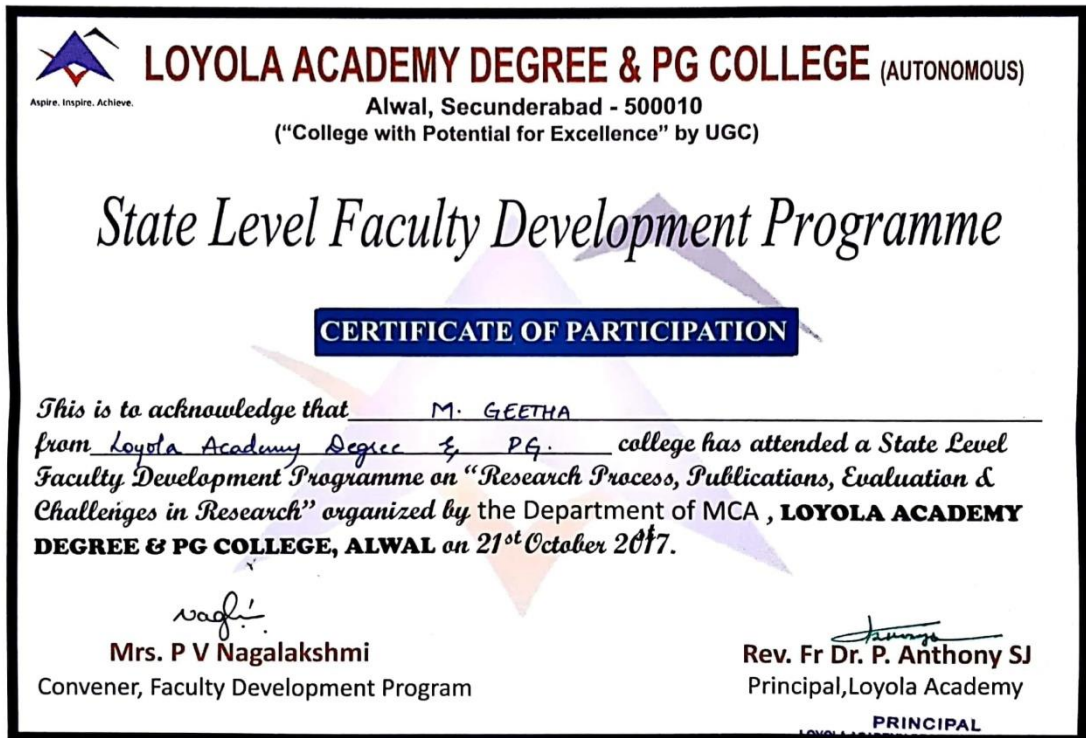 LOYOLA ACADEMY DEGREE & PG COLLEGE (AUTONOMOUS)
Aspire. Inspire. Achieve.
Alwal, Secunderabad - 500010
("College with Potential for Excellence" by UGC)
State Level Faculty Development Programme
CERTIFICATE OF PARTICIPATION
This is to acknowledge that M. GEETHA
from Loyola Academy Degree & PG. college has attended a State Level
Faculty Development Programme on "Research Process, Publications, Evaluation &
Challenges in Research" organized by the Department of MCA , LOYOLA ACADEMY
DEGREE & PG COLLEGE, ALWAL on 21st October 2017.
Mrs. P V Nagalakshmi
Convener, Faculty Development Program
Rev. Fr Dr. P. Anthony SJ
Principal,Loyola Academy
PRINCIPAL